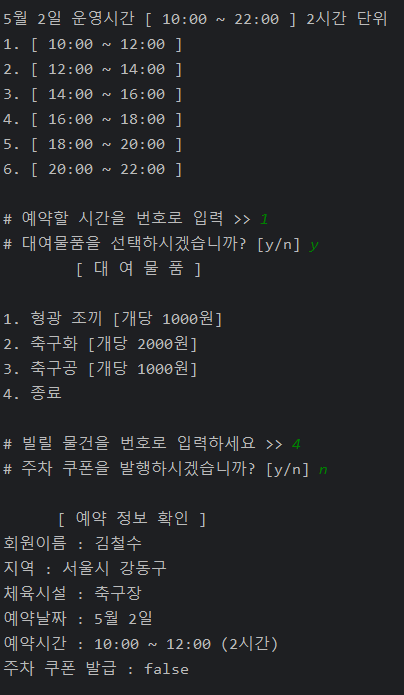 5월 2일 운영시간 [ 10:00 ~ 22:00 ] 2시간 단위
1. [ 10:00 ~ 12:00 ]
2. [ 12:00 ~ 14:00 ]
3. [ 14:00 ~ 16:00 ]
4. [ 16:00 ~ 18:00 ]
5. [ 18:00 ~ 20:00 ]
6. [ 20:00 ~ 22:00 ]
# 예약할 시간을 번호로 입력 >> 1
# 대여물품을 선택하시겠습니까? [y/n] y
[ 대 여 물 품 ]
1. 형광 조끼 [개당 1000원]
2. 축구화 [개당 2000원]
3. 축구공 [개당 1000원]
4. 종료
# 빌릴 물건을 번호로 입력하세요 >> 4
# 주차 쿠폰을 발행하시겠습니까? [y/n] n
[ 예약 정보 확인 ]
회원이름 : 김철수
지역 : 서울시 강동구
체육시설 : 축구장
예약날짜 : 5월 2일
예약시간 : 10:00 ~ 12:00 (2시간)
주차 쿠폰 발급 : false